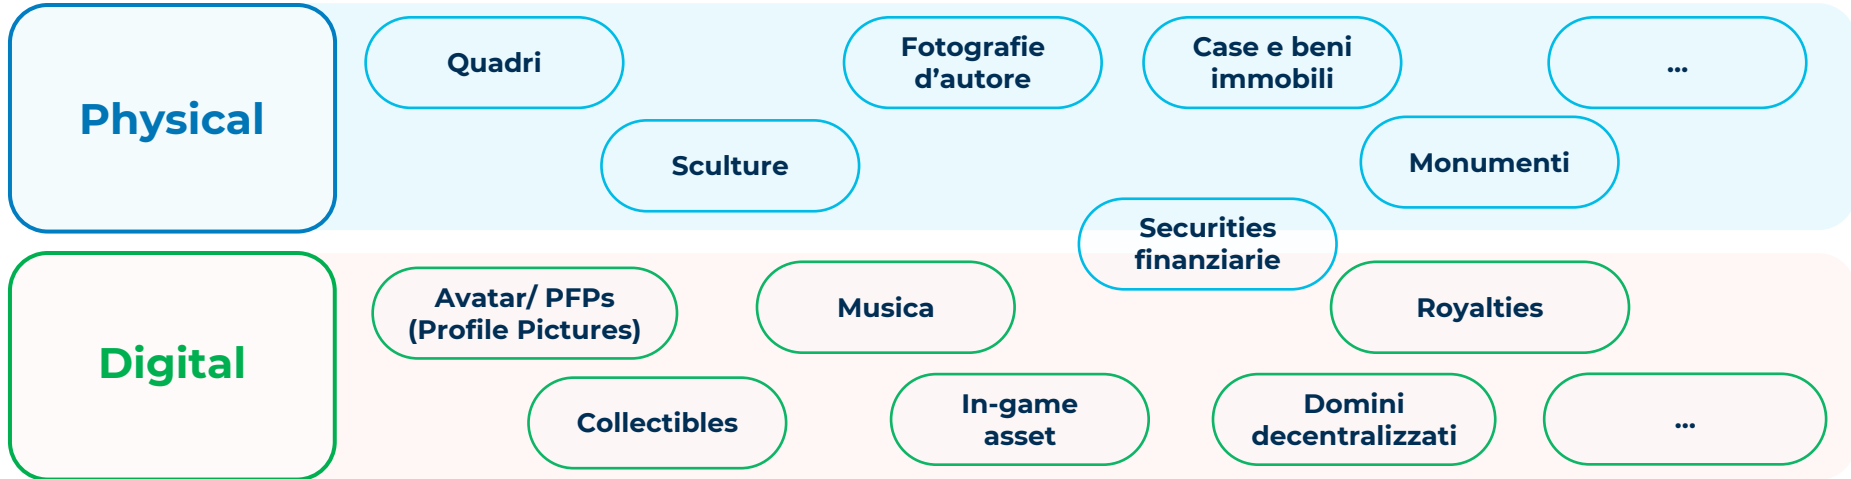 Physical
Quadri
Fotografie
d’autore
Case e beni
immobili
...
Sculture
Monumenti
Securities
finanziarie
Digital
Avatar/ PFPs
(Profile Pictures)
Musica
Royalties
Collectibles
In-game
asset
Domini
decentralizzati
...